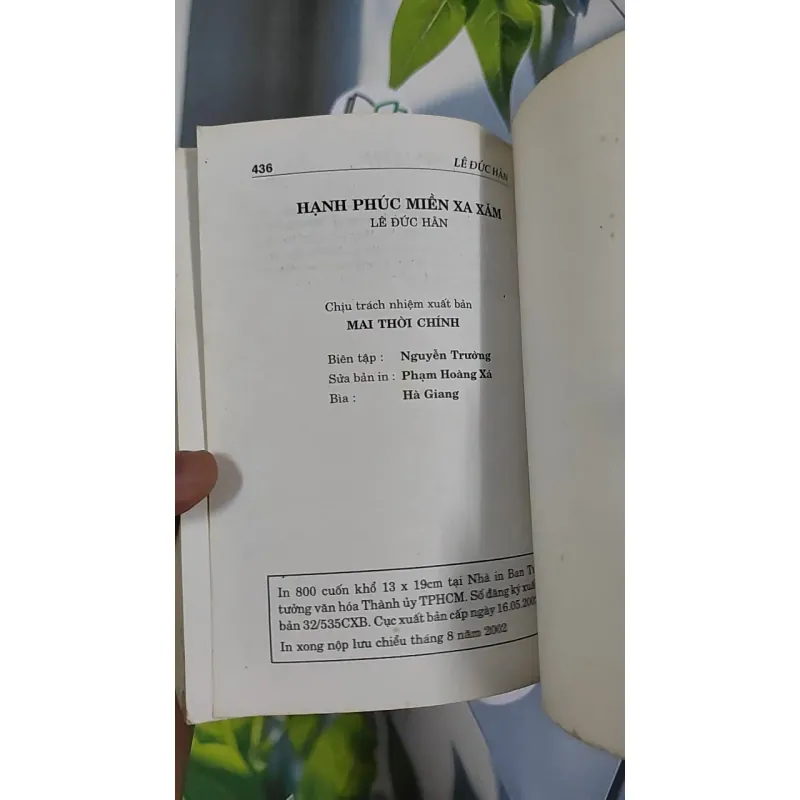 436 LÊ ĐỨC HÂN
HẠNH PHÚC MIỀN XA XĂM
LÊ ĐỨC HÂN
Chịu trách nhiệm xuất bản
MAI THỜI CHÍNH
Biên tập : Nguyễn Trường
Sửa bản in : Phạm Hoàng Xá
Bìa : Hà Giang
In 800 cuốn khổ 13 x 19cm tại Nhà in Ban
tưởng văn hóa Thành ủy TPHCM. Số đăng ký xuất
bản 32/535CXB. Cục xuất bản cấp ngày
In xong nộp lưu chiểu tháng 8 năm 2002